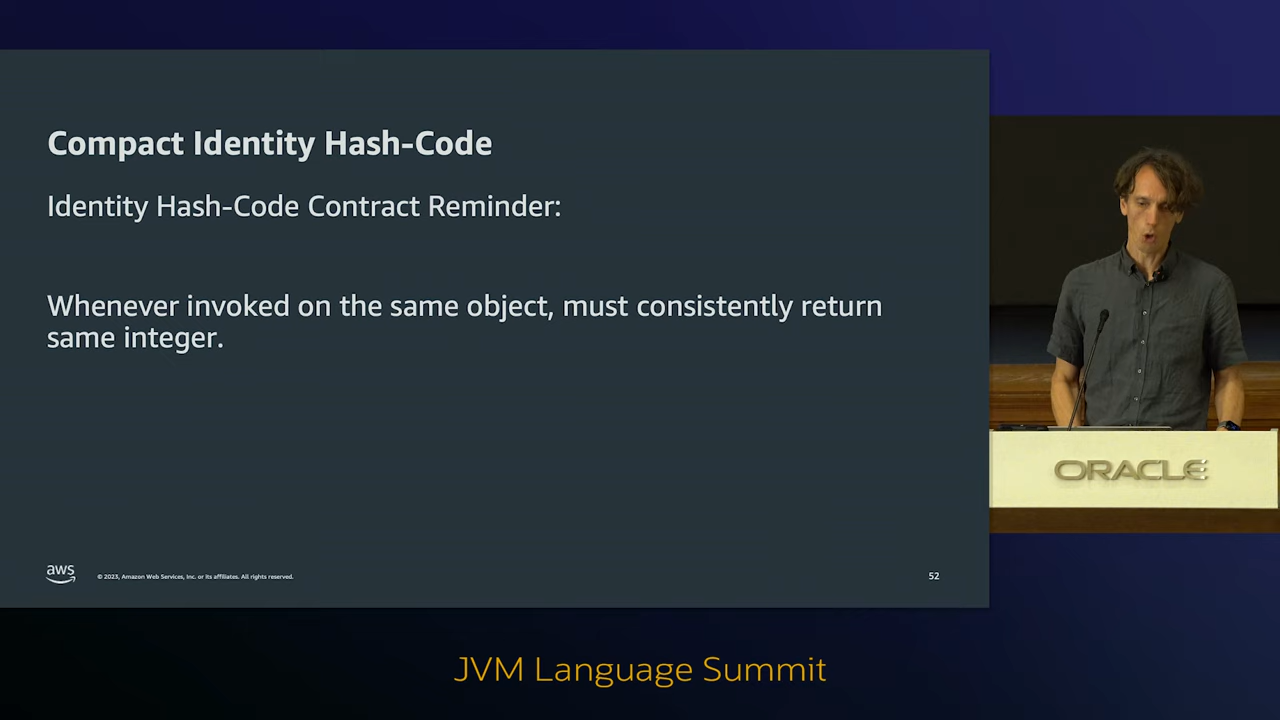 Compact Identity Hash-Code
Identity Hash-Code Contract Reminder:
Whenever invoked on the same object, must consistently return
same integer.
aws
© 2023, Amazon Web Services, Inc. or its affiliates. All rights reserved.
52
ORACLE
JVM Language Summit